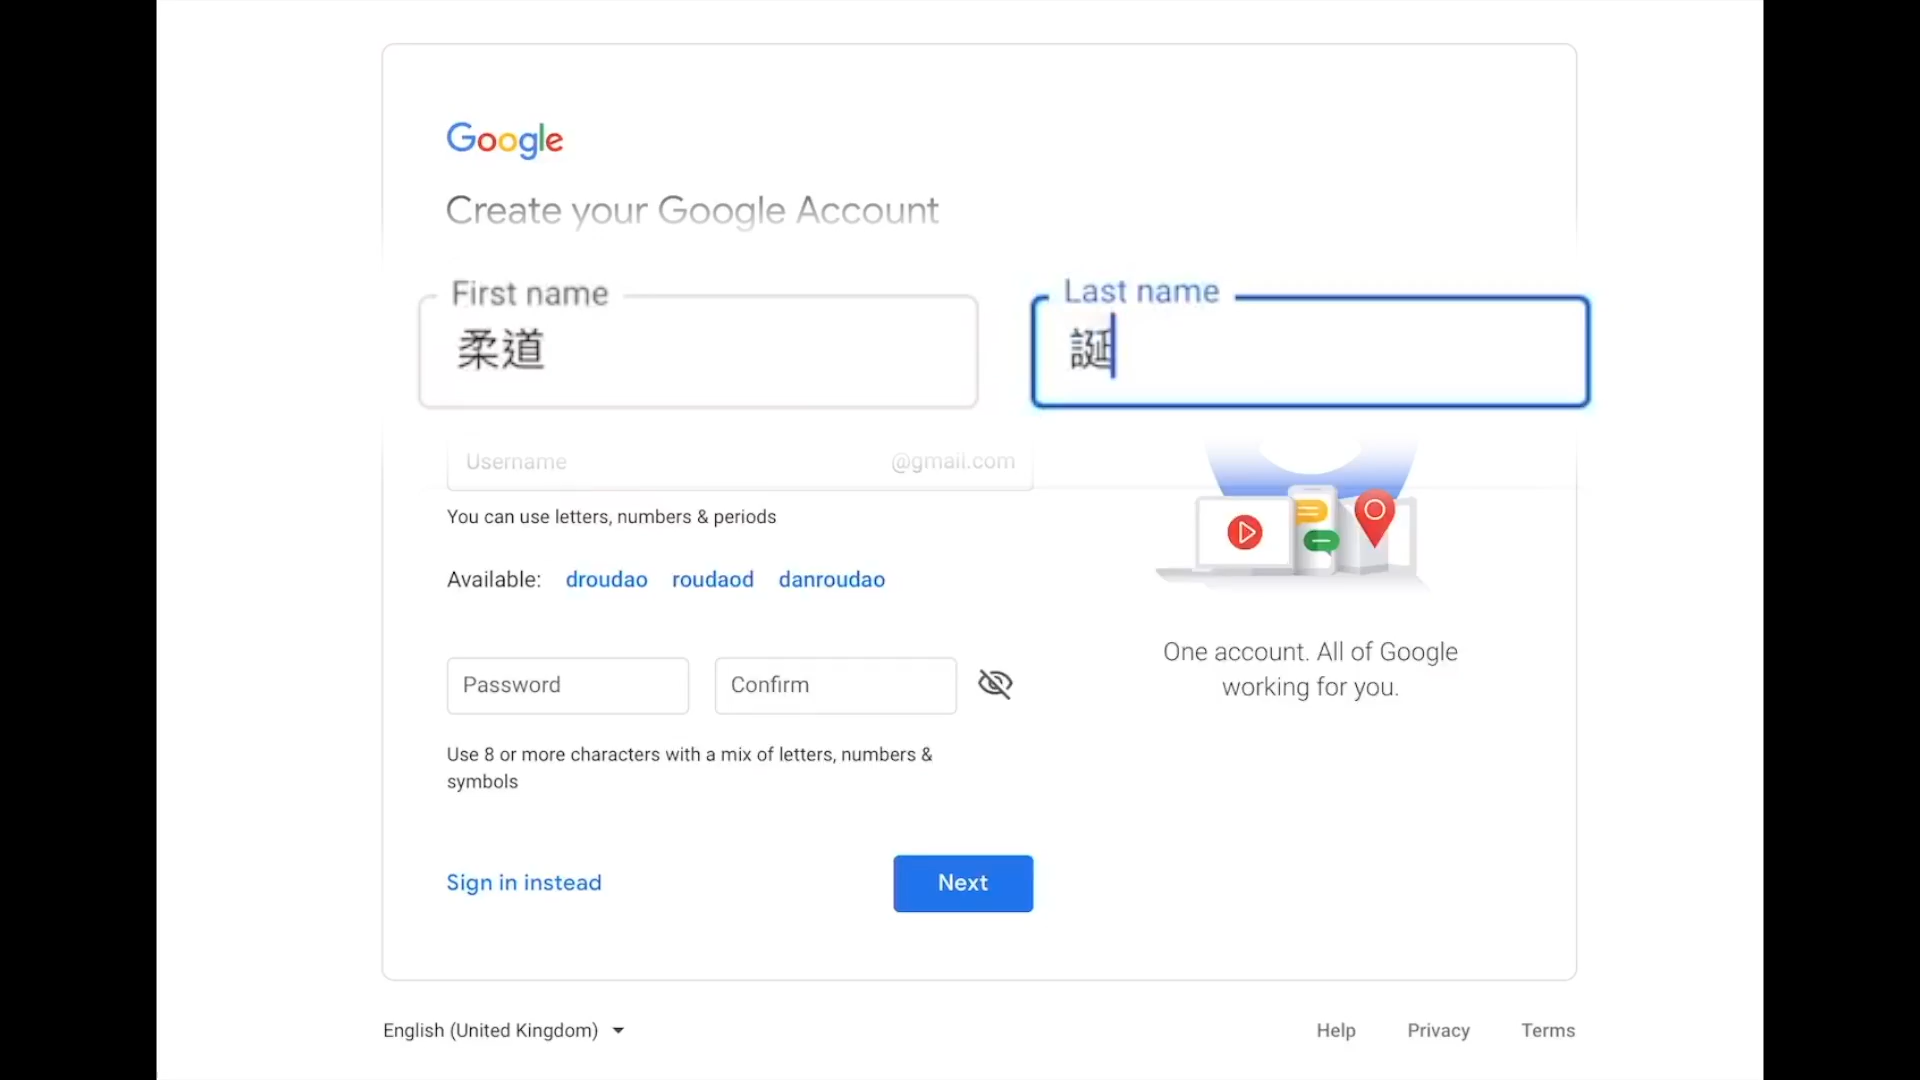 Google
Create your Google Account
First name
柔道
Last name
誕
Username
@gmail.com
You can use letters, numbers & periods
Available: droudao roudaod danroudao
Password
Confirm
Use 8 or more characters with a mix of letters, numbers &
symbols
One account. All of Google
working for you.
Sign in instead
Next
English (United Kingdom)
Help Privacy Terms